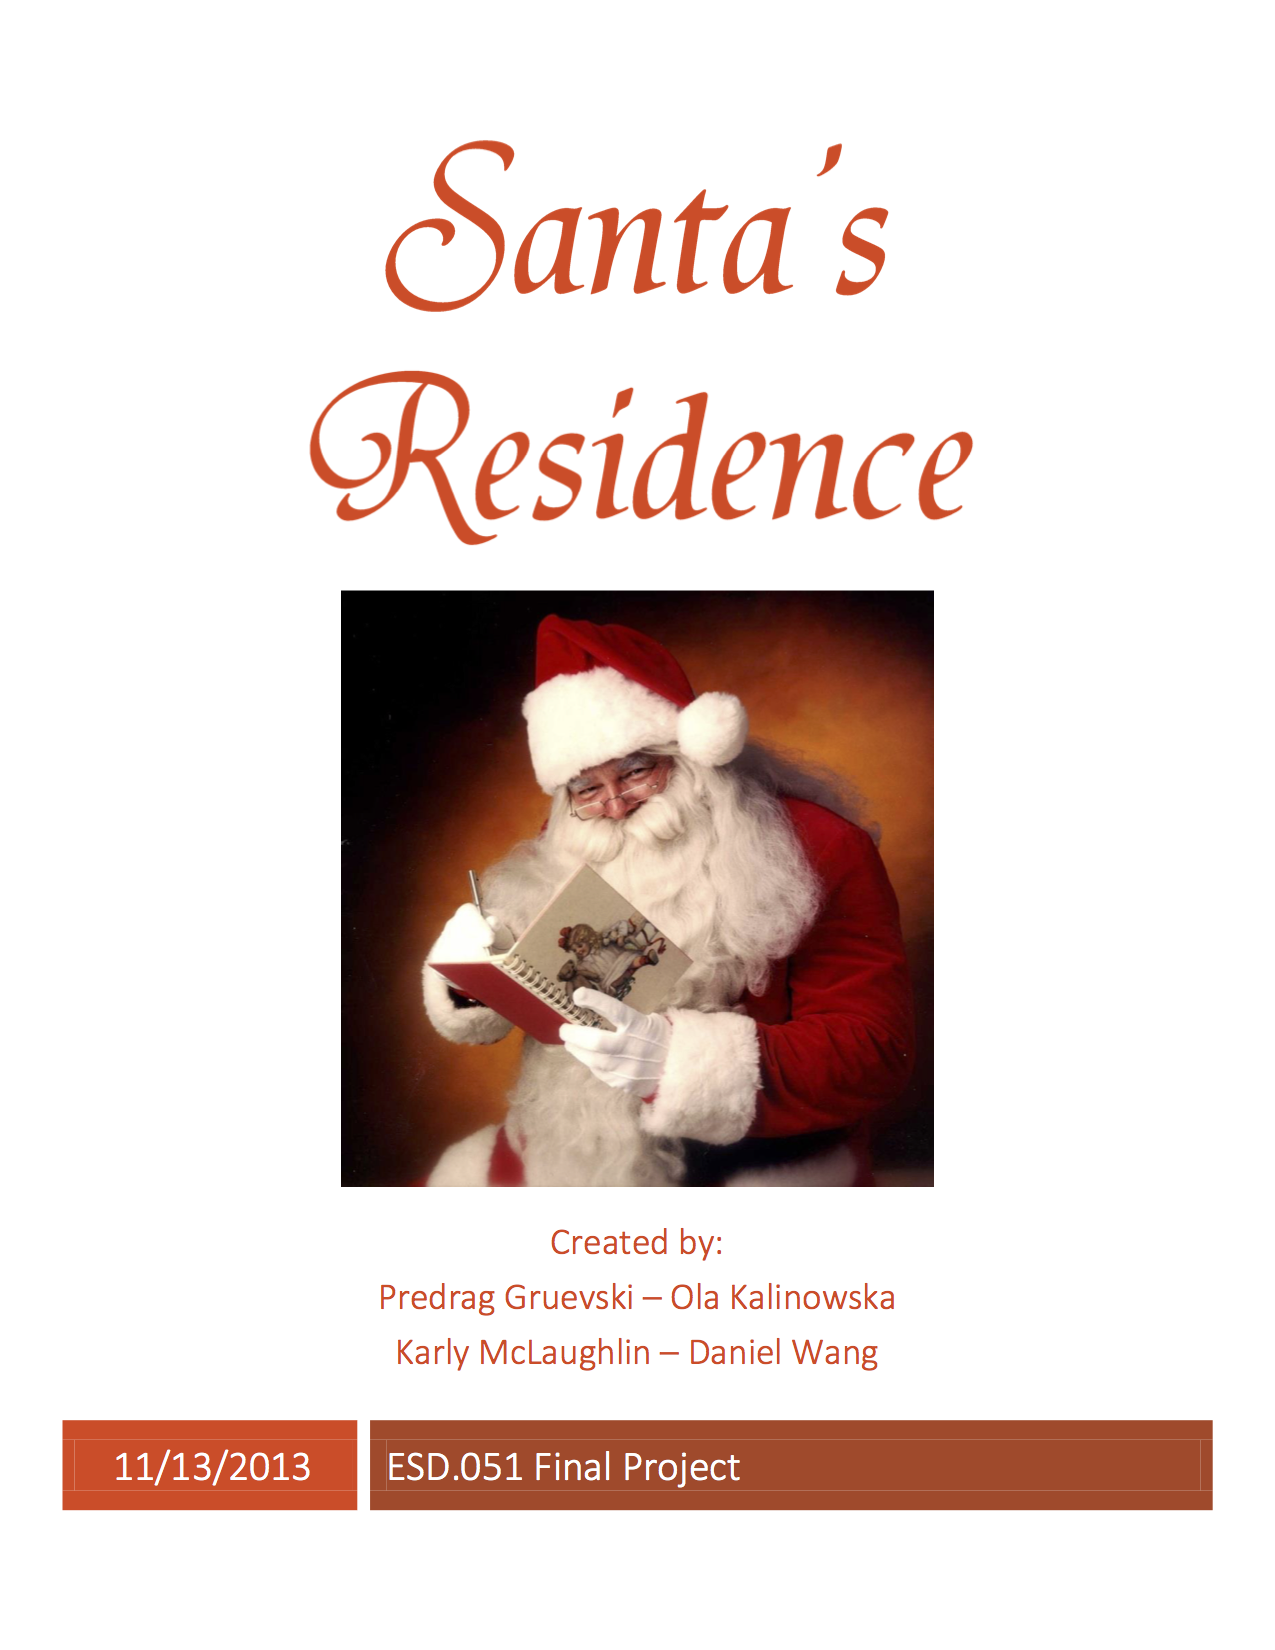 Santa's
Residence
Created by:
Predrag Gruevski – Ola Kalinowska
Karly McLaughlin – Daniel Wang
11/13/2013
ESD.051 Final Project